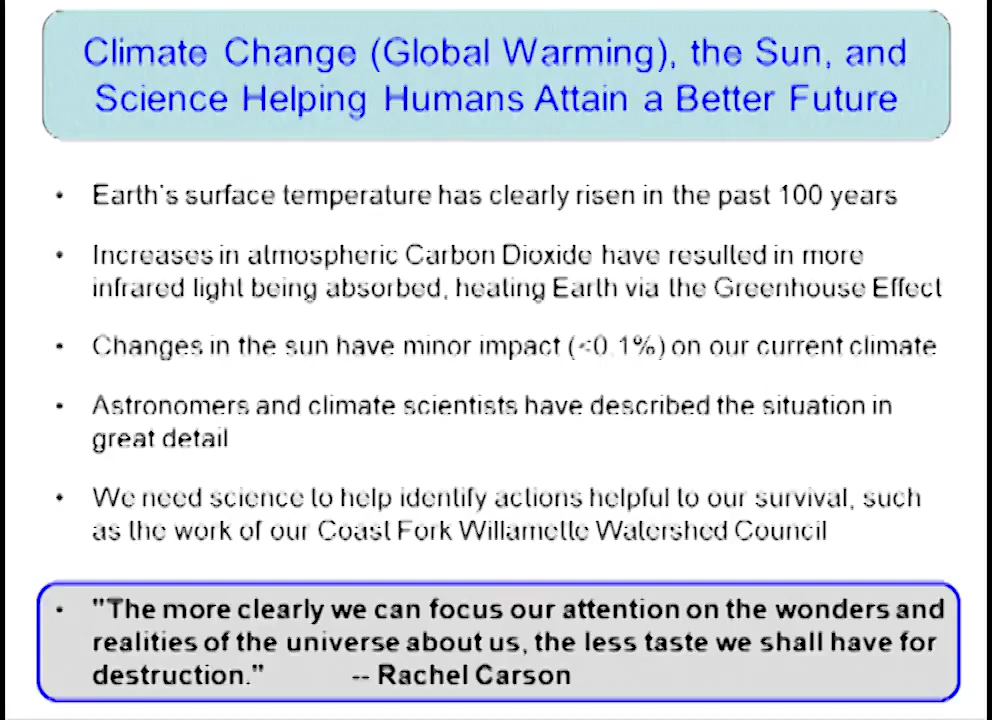 Climate Change (Global Warming), the Sun, and
Science Helping Humans Attain a Better Future
• Earth's surface temperature has clearly risen in the past 100 years
• Increases in atmospheric Carbon Dioxide have resulted in more
infrared light being absorbed, heating Earth via the Greenhouse Effect
• Changes in the sun have minor impact (<0.1%) on our current climate
• Astronomers and climate scientists have described the situation in
great detail
• We need science to help identify actions helpful to our survival, such
as the work of our Coast Fork Willamette Watershed Council
• "The more clearly we can focus our attention on the wonders and
realities of the universe about us, the less taste we shall have for
destruction." -- Rachel Carson